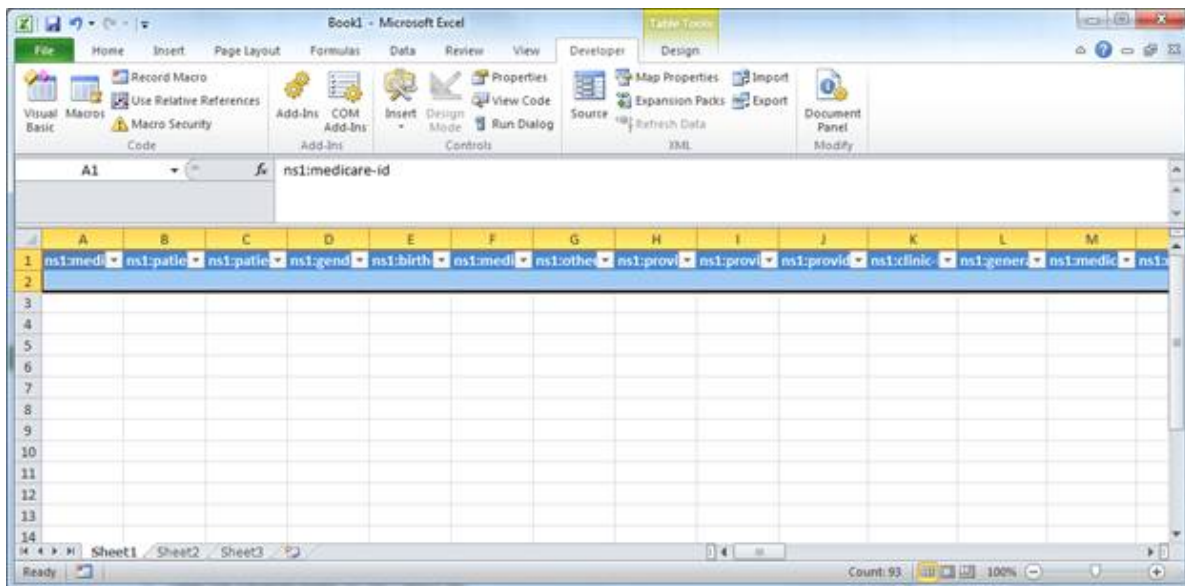 Book1 - Microsoft Excel
Table Tools
File Home Insert Page Layout Formulas Data Review View Developer Design
Visual Basic
Macros
Record Macro
Use Relative References
Macro Security
Code
Add-Ins
COM Add-Ins
Add-Ins
Insert
Design Mode
Properties
View Code
Run Dialog
Controls
Source
Map Properties
Expansion Packs
Refresh Data
Import
Export
XML
Document Panel
Modify
A1 fx ns1:medicare-id
A B C D E F G H I J K L M
1 ns1:medi ns1:patie ns1:patie ns1:gend ns1:birth- ns1:medi ns1:othe ns1:provi ns1:provi ns1:provid ns1:clinic- ns1:genera ns1:medic ns1:
2
3
4
5
6
7
8
9
10
11
12
13
14
Sheet1 Sheet2 Sheet3
Ready Count: 93 100%